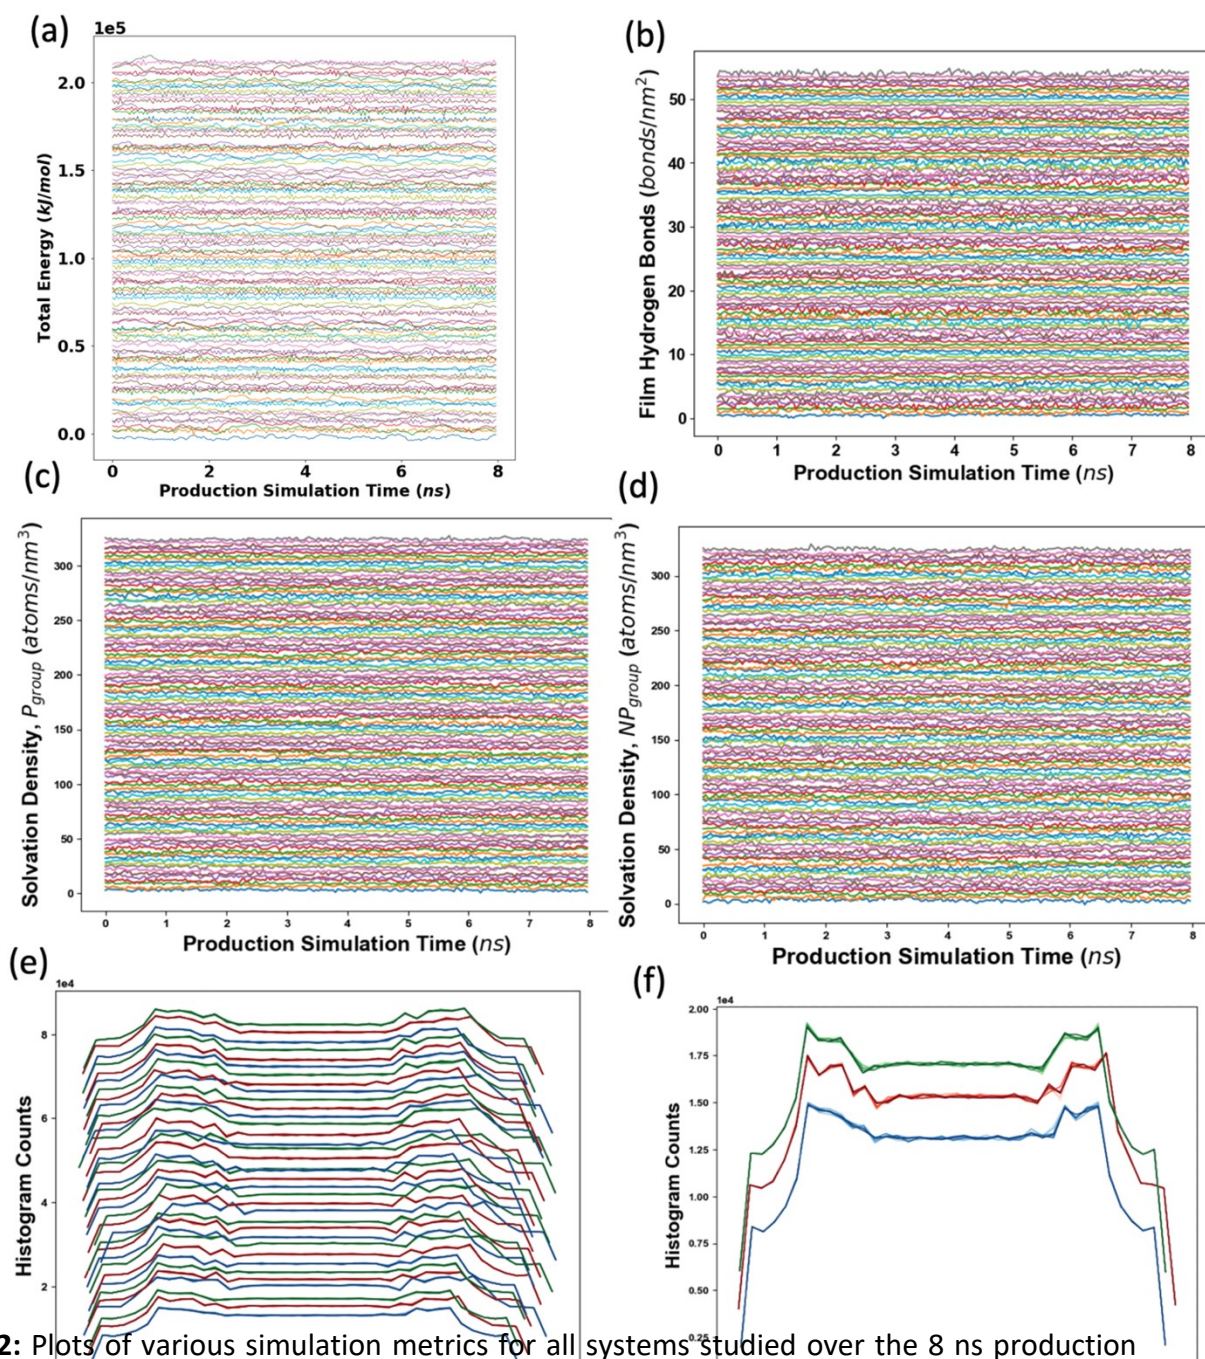 (a)
1e5
2.0
1.5
1.0
0.5
0.0
Total Energy (kJ/mol)
0 2 4 6 8
Production Simulation Time (ns)
(b)
50
40
30
20
10
0
Film Hydrogen Bonds (bonds/nm²)
0 1 2 3 4 5 6 7 8
Production Simulation Time (ns)
(c)
300
250
200
150
100
50
0
Solvation Density, P_group (atoms/nm³)
0 1 2 3 4 5 6 7 8
Production Simulation Time (ns)
(d)
300
250
200
150
100
50
0
Solvation Density, NP_group (atoms/nm³)
0 1 2 3 4 5 6 7 8
Production Simulation Time (ns)
(e)
1e4
8
6
4
2
Histogram Counts
(f)
1e4
2.00
1.75
1.50
1.25
1.00
0.75
0.50
0.25
Histogram Counts
2: Plots of various simulation metrics for all systems studied over the 8 ns production